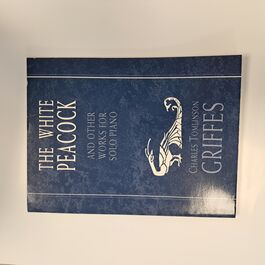 THE WHITE
PEACOCK
AND OTHER
WORKS FOR
SOLO PIANO
CHARLES TOMLINSON
GRIFFES